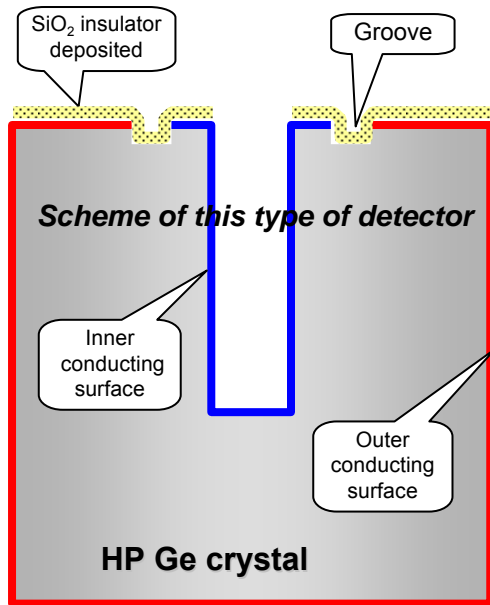 SiO₂ insulator
deposited
Groove
Scheme of this type of detector
Inner
conducting
surface
Outer
conducting
surface
HP Ge crystal